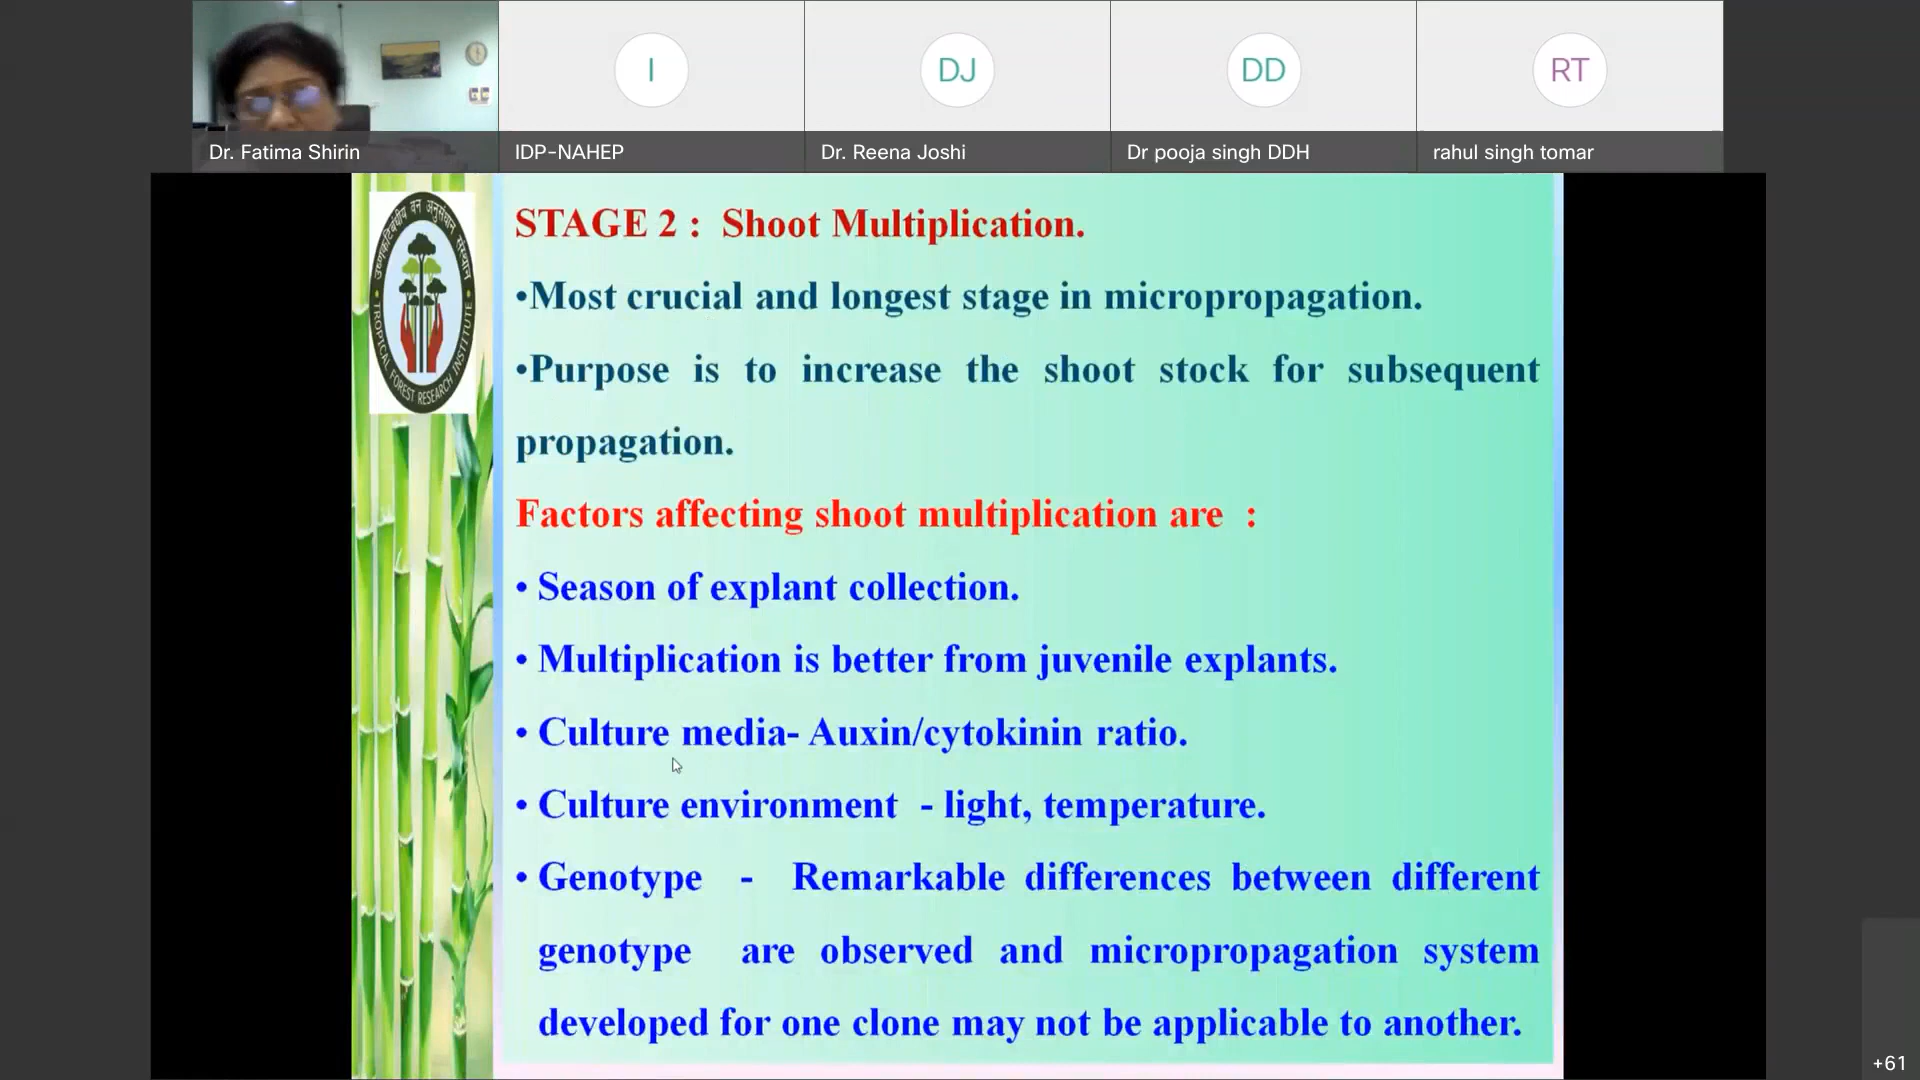 I
DJ
DD
RT
Dr. Fatima Shirin
IDP-NAHEP
Dr. Reena Joshi
Dr pooja singh DDH
rahul singh tomar
उष्णकटिबंधीय वन अनुसंधान संस्थान
TROPICAL FOREST RESEARCH INSTITUTE
STAGE 2 : Shoot Multiplication.
•Most crucial and longest stage in micropropagation.
•Purpose is to increase the shoot stock for subsequent
propagation.
Factors affecting shoot multiplication are :
• Season of explant collection.
• Multiplication is better from juvenile explants.
• Culture media- Auxin/cytokinin ratio.
• Culture environment - light, temperature.
• Genotype - Remarkable differences between different
genotype are observed and micropropagation system
developed for one clone may not be applicable to another.
+61